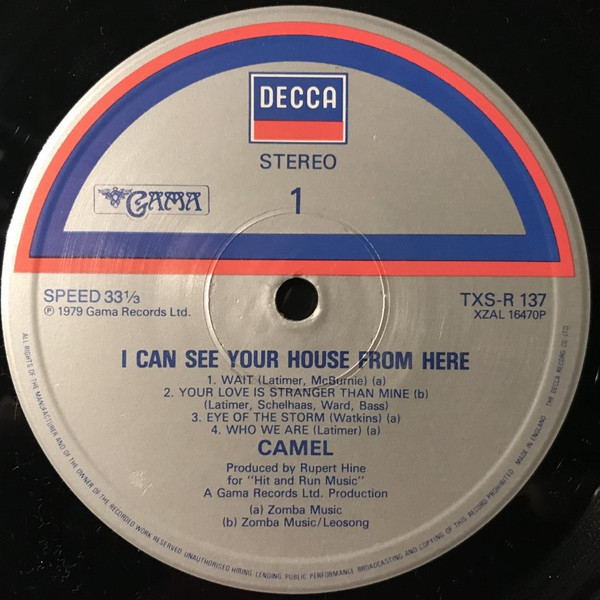 DECCA
STEREO
GAMA
1
SPEED 33 1/3
℗ 1979 Gama Records Ltd.
TXS-R 137
XZAL 16470P
I CAN SEE YOUR HOUSE FROM HERE
1. WAIT (Latimer, McBurnie) (a)
2. YOUR LOVE IS STRANGER THAN MINE (b)
(Latimer, Schelhaas, Ward, Bass)
3. EYE OF THE STORM (Watkins) (a)
4. WHO WE ARE (Latimer) (a)
CAMEL
Produced by Rupert Hine
for "Hit and Run Music"
A Gama Records Ltd. Production
(a) Zomba Music
(b) Zomba Music/Leosong
ALL RIGHTS OF THE MANUFACTURER AND OF THE OWNER OF THE RECORDED WORK RESERVED UNAUTHORISED HIRING LENDING PUBLIC PERFORMANCE BROADCASTING AND COPYING OF THIS RECORD PROHIBITED MADE IN ENGLAND. THE DECCA RECORD CO LTD.